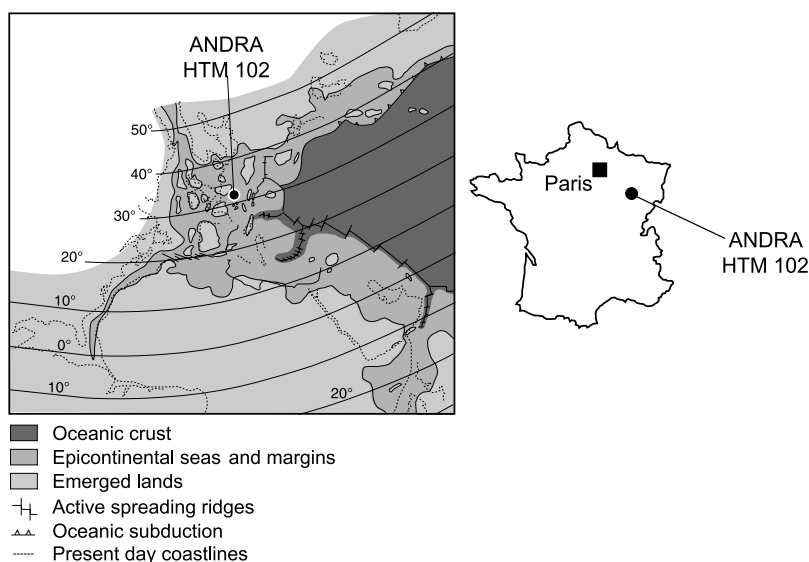 ANDRA
HTM 102
50°
40°
30°
20°
10°
0°
10°
20°
Paris
ANDRA
HTM 102
Oceanic crust
Epicontinental seas and margins
Emerged lands
Active spreading ridges
Oceanic subduction
Present day coastlines